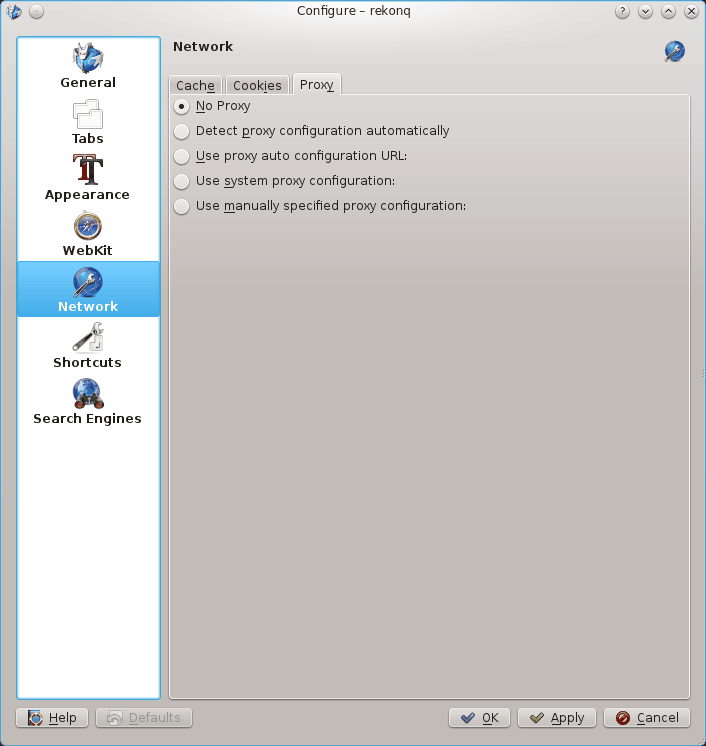 Configure – rekonq
General
Tabs
Appearance
WebKit
Network
Shortcuts
Search Engines
Network
Cache Cookies Proxy
No Proxy
Detect proxy configuration automatically
Use proxy auto configuration URL:
Use system proxy configuration:
Use manually specified proxy configuration:
Help Defaults OK Apply Cancel